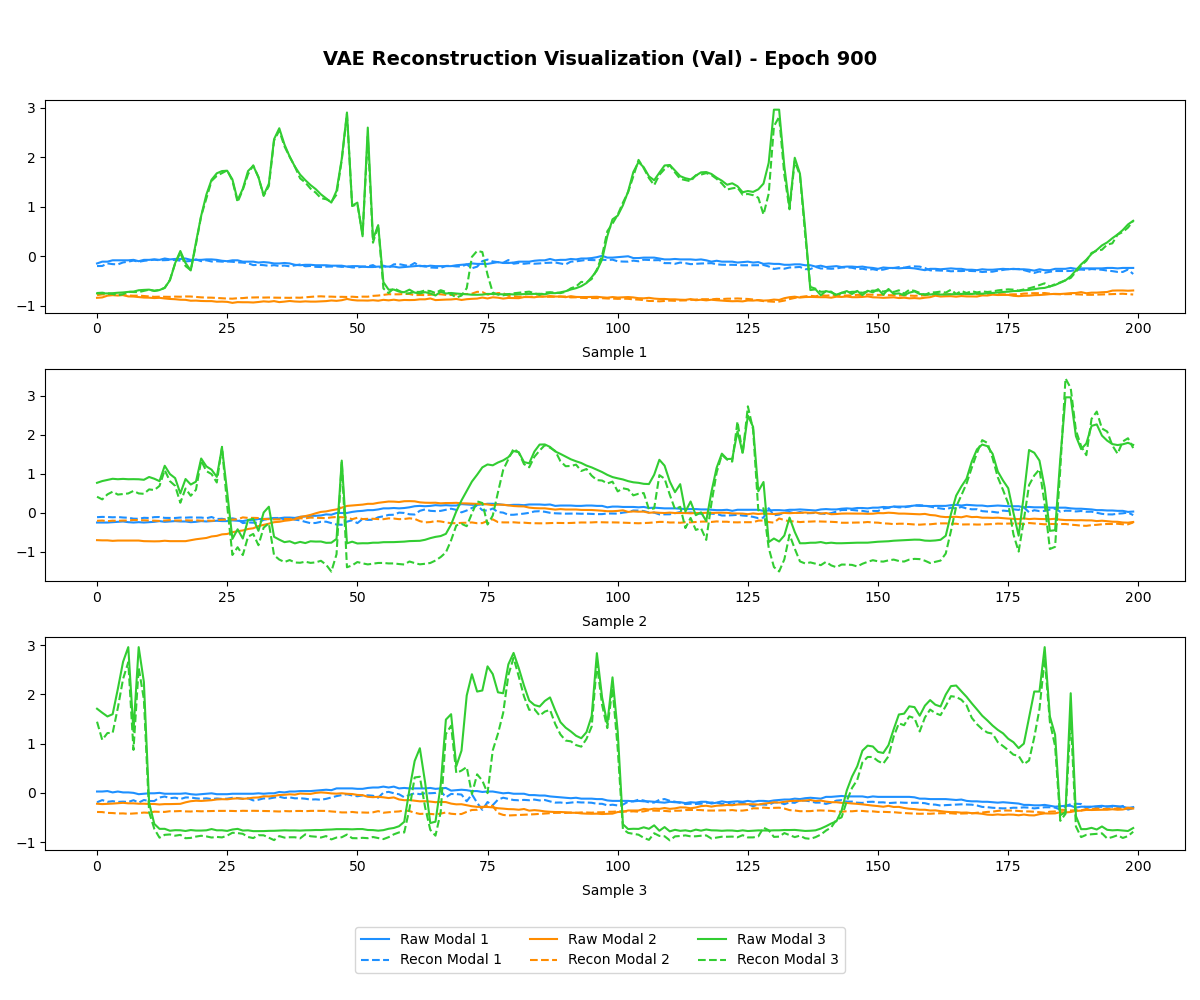 VAE Reconstruction Visualization (Val) - Epoch 900
3
2
1
0
−1
0 25 50 75 100 125 150 175 200
Sample 1
3
2
1
0
−1
0 25 50 75 100 125 150 175 200
Sample 2
3
2
1
0
−1
0 25 50 75 100 125 150 175 200
Sample 3
Raw Modal 1 Raw Modal 2 Raw Modal 3
Recon Modal 1 Recon Modal 2 Recon Modal 3